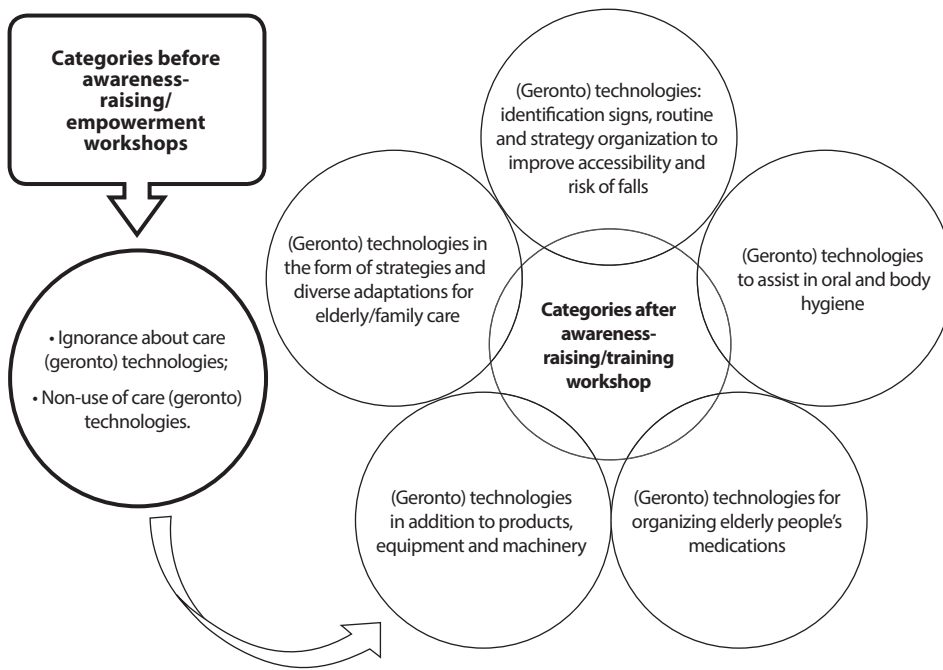 Categories before
awareness-
raising/
empowerment
workshops
• Ignorance about care
(geronto) technologies;
• Non-use of care (geronto)
technologies.
(Geronto) technologies:
identification signs, routine
and strategy organization to
improve accessibility and
risk of falls
(Geronto) technologies in
the form of strategies and
diverse adaptations for
elderly/family care
(Geronto) technologies
to assist in oral and body
hygiene
Categories after
awareness-
raising/training
workshop
(Geronto) technologies
in addition to products,
equipment and machinery
(Geronto) technologies for
organizing elderly people’s
medications